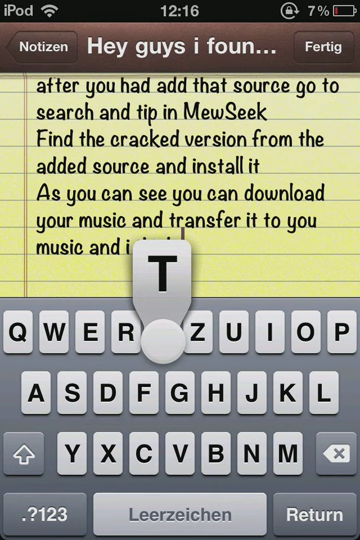 iPod 12:16 7%
Notizen Hey guys i foun... Fertig
after you had add that source go to
search and tip in MewSeek
Find the cracked version from the
added source and install it
As you can see you can download
your music and transfer it to you
music and i
T
Q W E R Z U I O P
A S D F G H J K L
Y X C V B N M
.?123 Leerzeichen Return